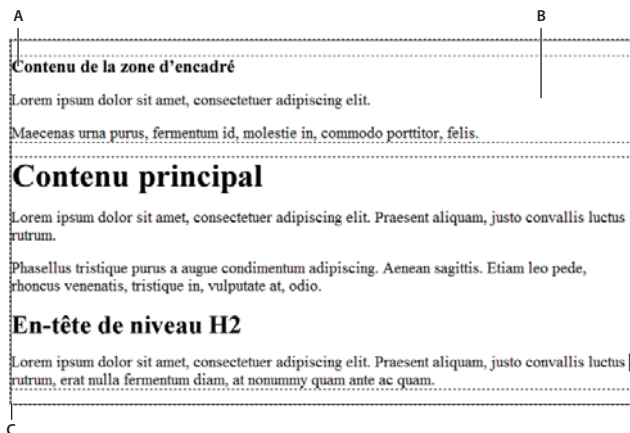 A
B
Contenu de la zone d'encadré
Lorem ipsum dolor sit amet, consectetuer adipiscing elit.
Maecenas urna purus, fermentum id, molestie in, commodo porttitor, felis.
Contenu principal
Lorem ipsum dolor sit amet, consectetuer adipiscing elit. Praesent aliquam, justo convallis luctus
rutrum.
Phasellus tristique purus a augue condimentum adipiscing. Aenean sagittis. Etiam leo pede,
rhoncus venenatis, tristique in, vulputate at, odio.
En-tête de niveau H2
Lorem ipsum dolor sit amet, consectetuer adipiscing elit. Praesent aliquam, justo convallis luctus
rutrum, erat nulla fermentum diam, at nonummy quam ante ac quam.
C